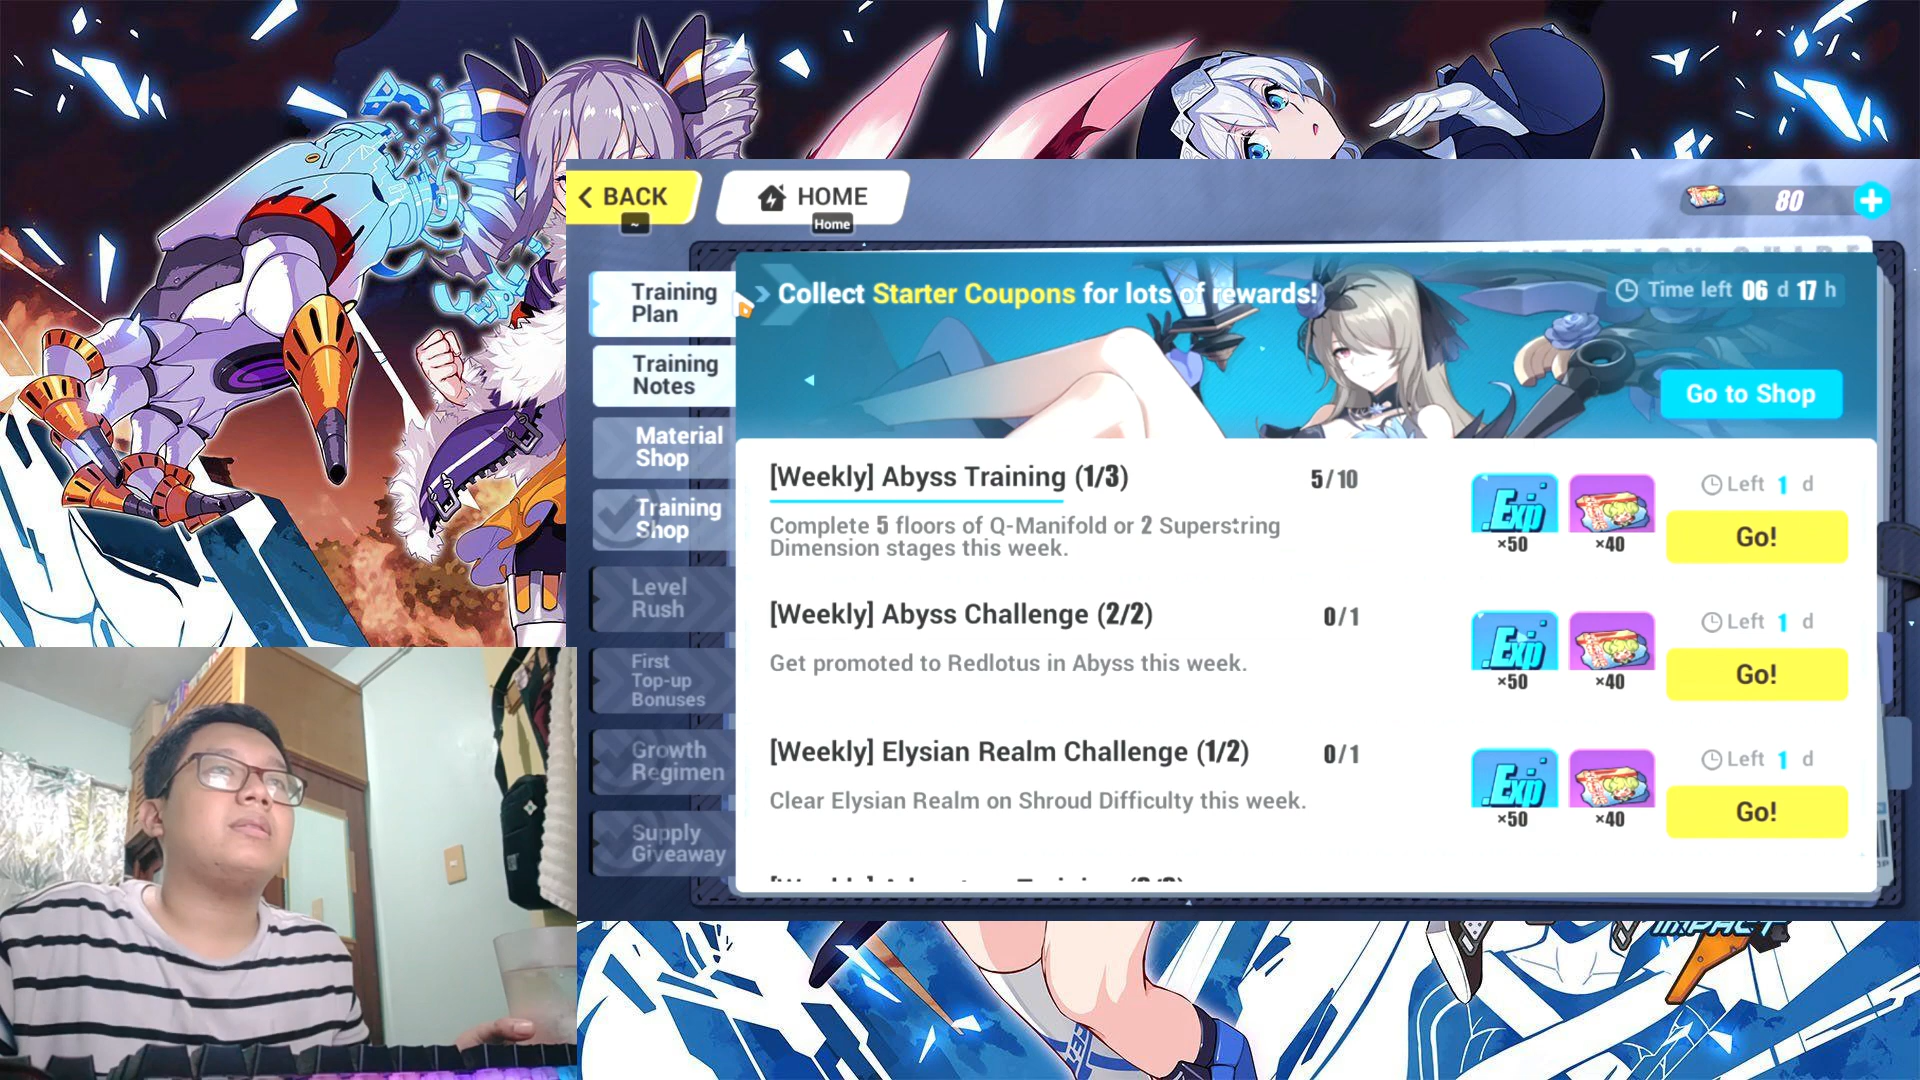 BACK
~
HOME
Home
80
Training
Plan
Training
Notes
Material
Shop
Training
Shop
Level
Rush
First
Top-up
Bonuses
Growth
Regimen
Supply
Giveaway
Collect Starter Coupons for lots of rewards!
Time left 06 d 17 h
Go to Shop
[Weekly] Abyss Training (1/3)
5/10
Complete 5 floors of Q-Manifold or 2 Superstring
Dimension stages this week.
Exp
×50
×40
Left 1 d
Go!
[Weekly] Abyss Challenge (2/2)
0/1
Get promoted to Redlotus in Abyss this week.
Exp
×50
×40
Left 1 d
Go!
[Weekly] Elysian Realm Challenge (1/2)
0/1
Clear Elysian Realm on Shroud Difficulty this week.
Exp
×50
×40
Left 1 d
Go!
IMPACT